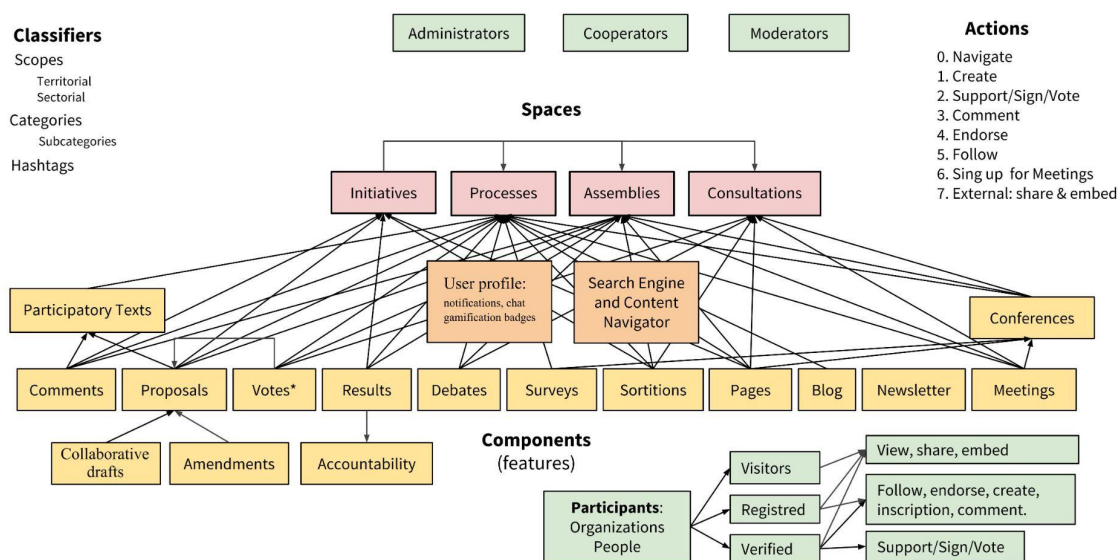 Classifiers
Scopes
Territorial
Sectorial
Categories
Subcategories
Hashtags
Administrators
Cooperators
Moderators
Actions
0. Navigate
1. Create
2. Support/Sign/Vote
3. Comment
4. Endorse
5. Follow
6. Sing up for Meetings
7. External: share & embed
Spaces
Initiatives
Processes
Assemblies
Consultations
User profile:
notifications, chat
gamification badges
Search Engine
and Content
Navigator
Participatory Texts
Conferences
Comments
Proposals
Votes*
Results
Debates
Surveys
Sortitions
Pages
Blog
Newsletter
Meetings
Collaborative
drafts
Amendments
Accountability
Components
(features)
Participants:
Organizations
People
Visitors
Registred
Verified
View, share, embed
Follow, endorse, create,
inscription, comment.
Support/Sign/Vote